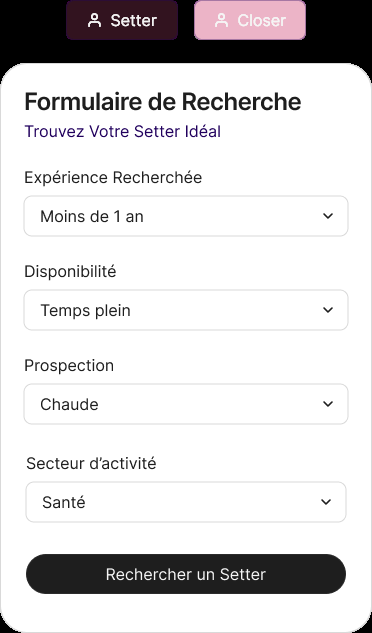 Setter
Closer
Formulaire de Recherche
Trouvez Votre Setter Idéal
Expérience Recherchée
Moins de 1 an
Disponibilité
Temps plein
Prospection
Chaude
Secteur d’activité
Santé
Rechercher un Setter